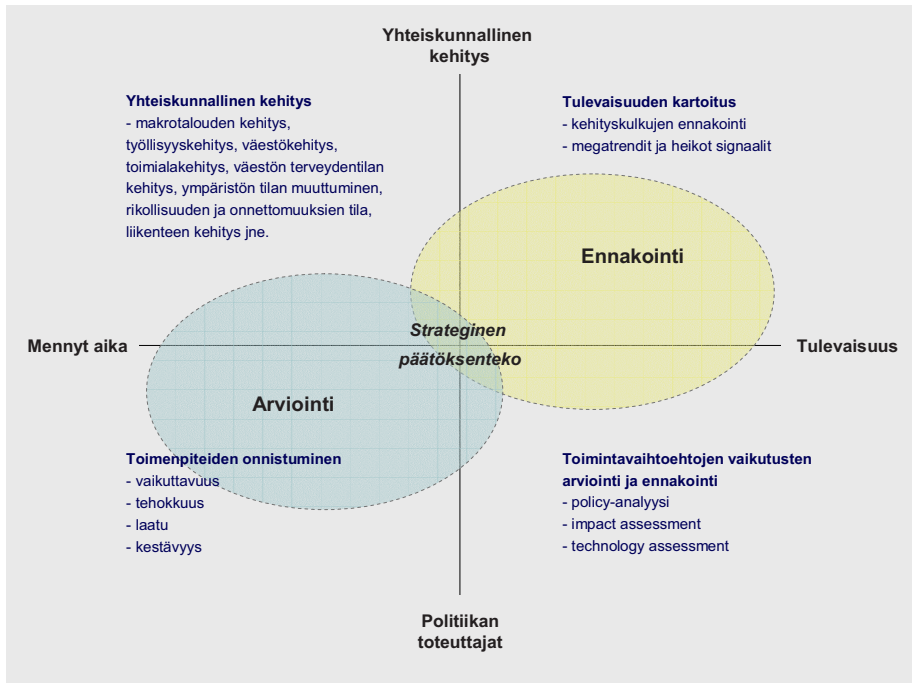 Yhteiskunnallinen
kehitys
Yhteiskunnallinen kehitys
- makrotalouden kehitys,
työllisyyskehitys, väestökehitys,
toimialakehitys, väestön terveydentilan
kehitys, ympäristön tilan muuttuminen,
rikollisuuden ja onnettomuuksien tila,
liikenteen kehitys jne.
Tulevaisuuden kartoitus
- kehityskulkujen ennakointi
- megatrendit ja heikot signaalit
Ennakointi
Strateginen
päätöksenteko
Mennyt aika
Tulevaisuus
Arviointi
Toimenpiteiden onnistuminen
- vaikuttavuus
- tehokkuus
- laatu
- kestävyys
Toimintavaihtoehtojen vaikutusten
arviointi ja ennakointi
- policy-analyysi
- impact assessment
- technology assessment
Politiikan
toteuttajat